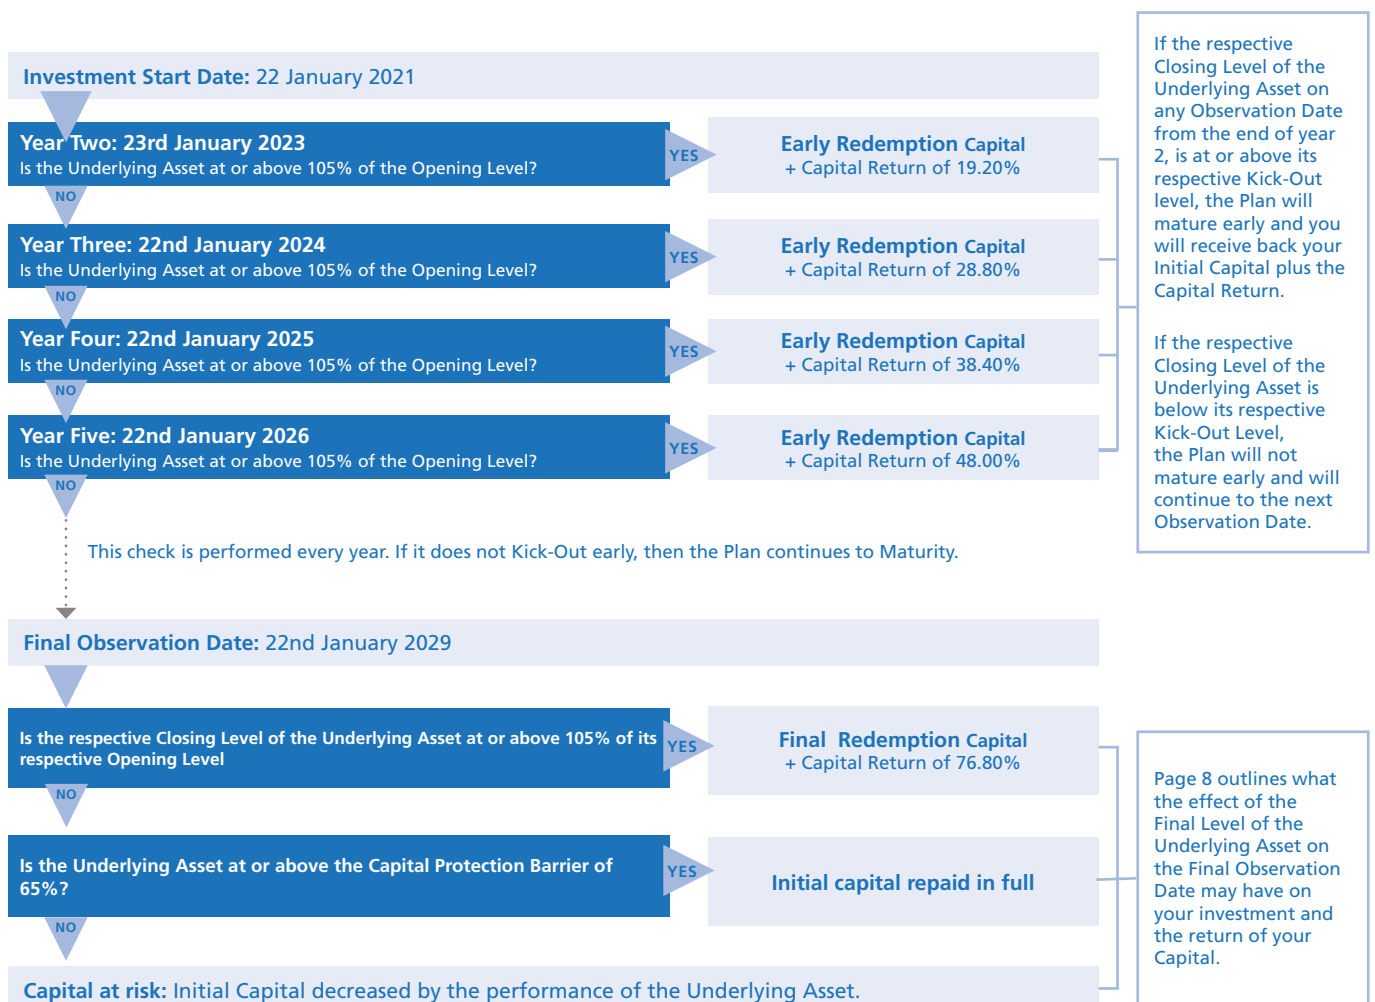 Investment Start Date: 22 January 2021
Year Two: 23rd January 2023
Is the Underlying Asset at or above 105% of the Opening Level?
YES
Early Redemption Capital
+ Capital Return of 19.20%
NO
Year Three: 22nd January 2024
Is the Underlying Asset at or above 105% of the Opening Level?
YES
Early Redemption Capital
+ Capital Return of 28.80%
NO
Year Four: 22nd January 2025
Is the Underlying Asset at or above 105% of the Opening Level?
YES
Early Redemption Capital
+ Capital Return of 38.40%
NO
Year Five: 22nd January 2026
Is the Underlying Asset at or above 105% of the Opening Level?
YES
Early Redemption Capital
+ Capital Return of 48.00%
NO
If the respective
Closing Level of the
Underlying Asset on
any Observation Date
from the end of year
2, is at or above its
respective Kick-Out
level, the Plan will
mature early and you
will receive back your
Initial Capital plus the
Capital Return.
If the respective
Closing Level of the
Underlying Asset is
below its respective
Kick-Out Level,
the Plan will not
mature early and will
continue to the next
Observation Date.
This check is performed every year. If it does not Kick-Out early, then the Plan continues to Maturity.
Final Observation Date: 22nd January 2029
Is the respective Closing Level of the Underlying Asset at or above 105% of its
respective Opening Level
YES
Final Redemption Capital
+ Capital Return of 76.80%
NO
Is the Underlying Asset at or above the Capital Protection Barrier of
65%?
YES
Initial capital repaid in full
NO
Capital at risk: Initial Capital decreased by the performance of the Underlying Asset.
Page 8 outlines what
the effect of the
Final Level of the
Underlying Asset on
the Final Observation
Date may have on
your investment and
the return of your
Capital.